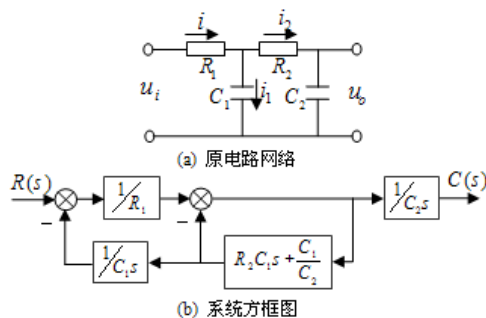 i i₂
R₁ R₂
uᵢ C₁ i₁ C₂ uₒ
(a) 原电路网络
R(s) 1/R₁ 1/C₂s C(s)
− −
1/C₁s R₂C₁s + C₁/C₂
(b) 系统方框图